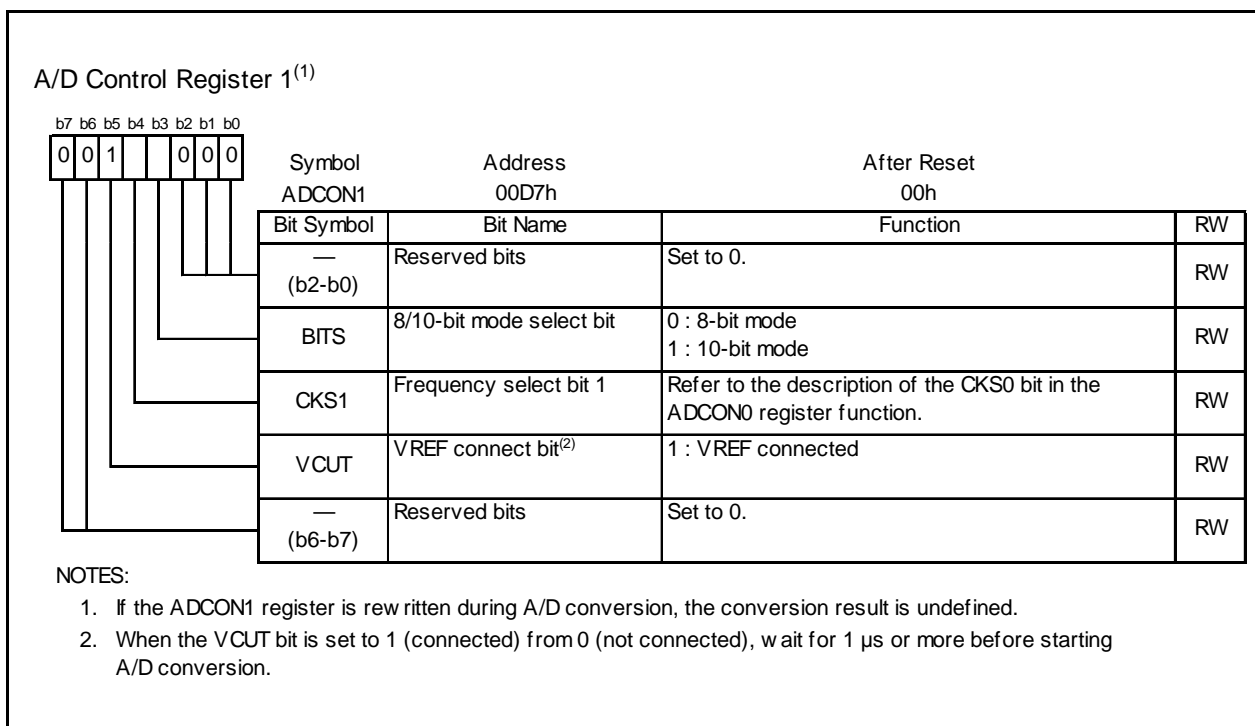 A/D Control Register 1(1)
b7 b6 b5 b4 b3 b2 b1 b0
0 0 1 0 0 0
Symbol Address After Reset
ADCON1 00D7h 00h
Bit Symbol Bit Name Function RW
—
(b2-b0) Reserved bits Set to 0. RW
BITS 8/10-bit mode select bit 0 : 8-bit mode
1 : 10-bit mode RW
CKS1 Frequency select bit 1 Refer to the description of the CKS0 bit in the
ADCON0 register function. RW
VCUT VREF connect bit(2) 1 : VREF connected RW
—
(b6-b7) Reserved bits Set to 0. RW
NOTES:
1. If the ADCON1 register is rewritten during A/D conversion, the conversion result is undefined.
2. When the VCUT bit is set to 1 (connected) from 0 (not connected), wait for 1 µs or more before starting
A/D conversion.